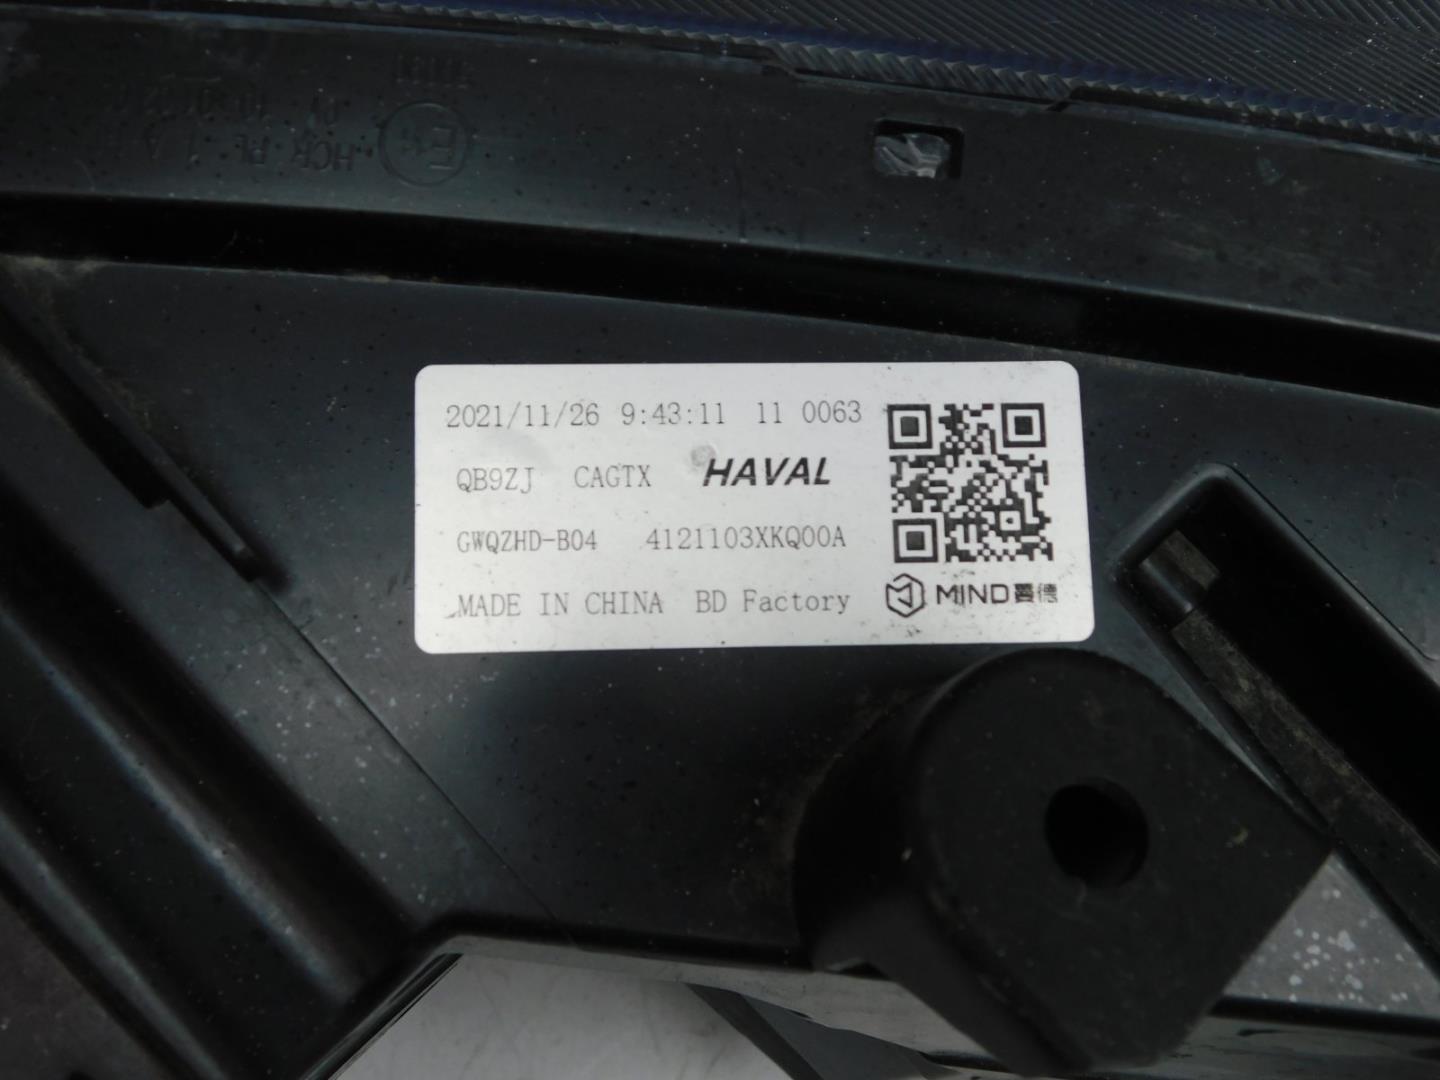 2021/11/26 9:43:11 11 0063
QB9ZJ CAGTX HAVAL
GWQZHD-B04 4121103XKQ00A
MADE IN CHINA BD Factory
MIND曼德